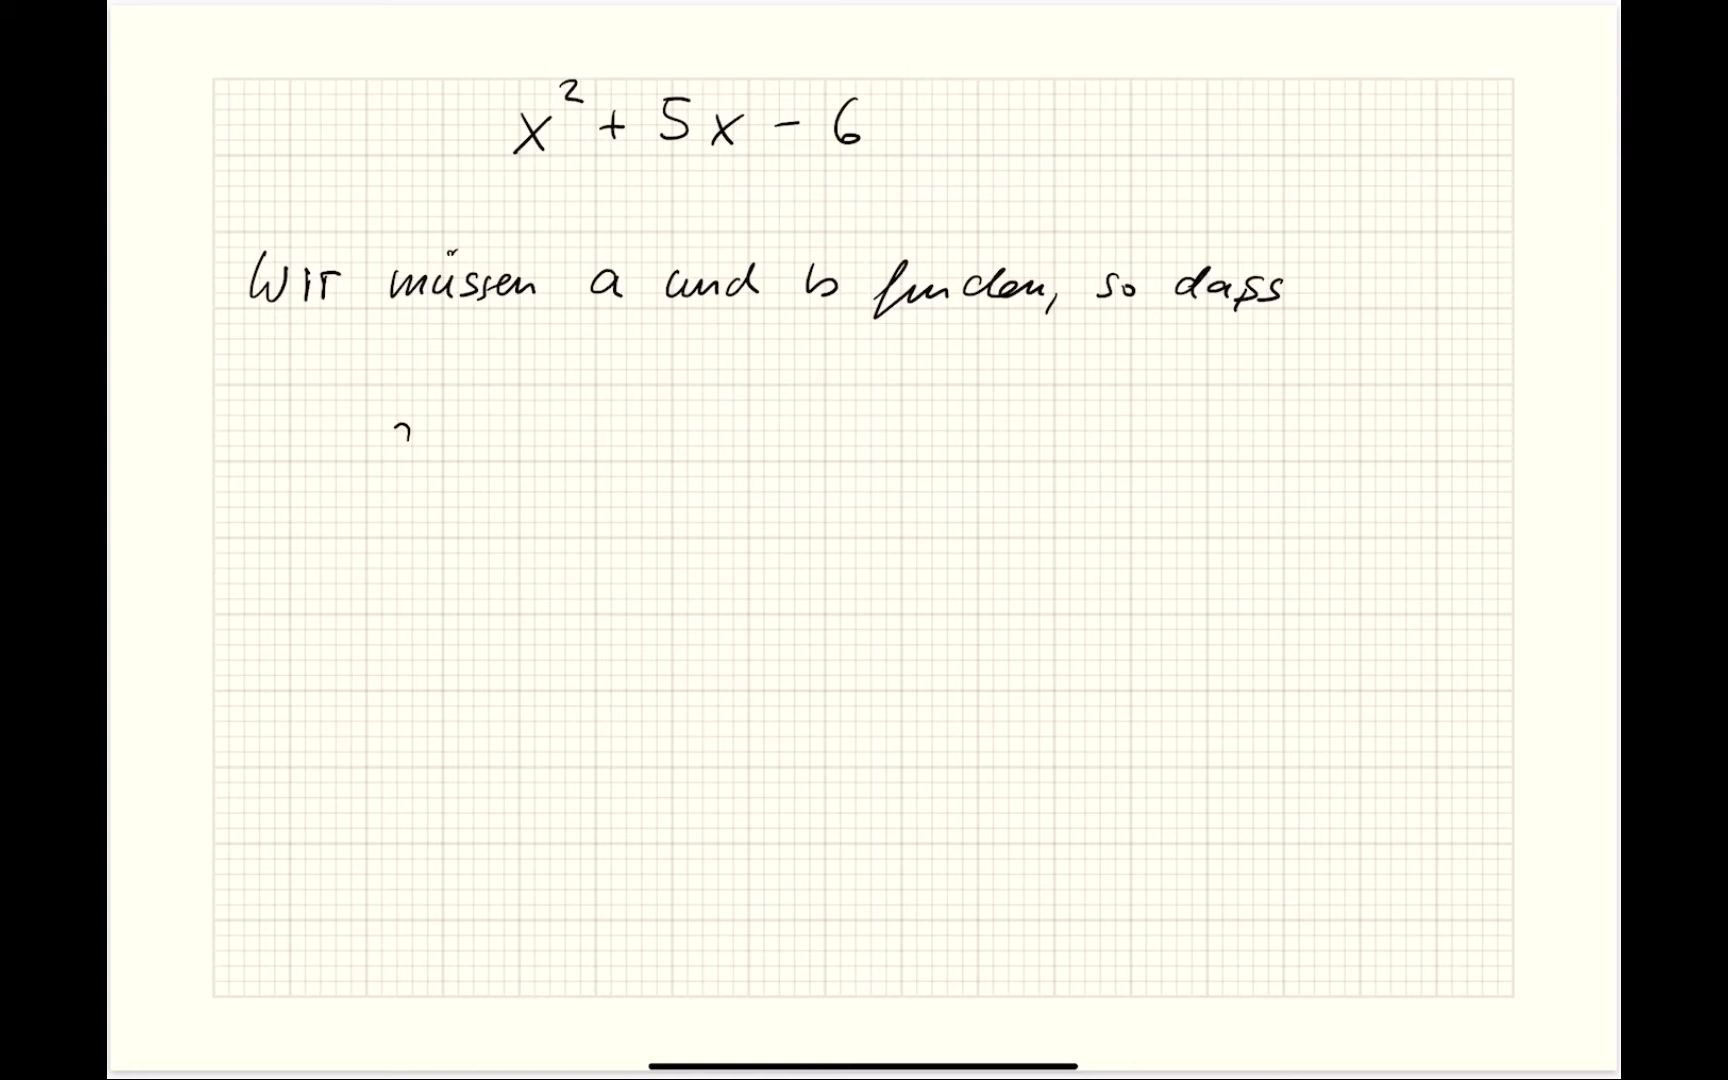 x² + 5x - 6
Wir müssen a und b finden, so daß